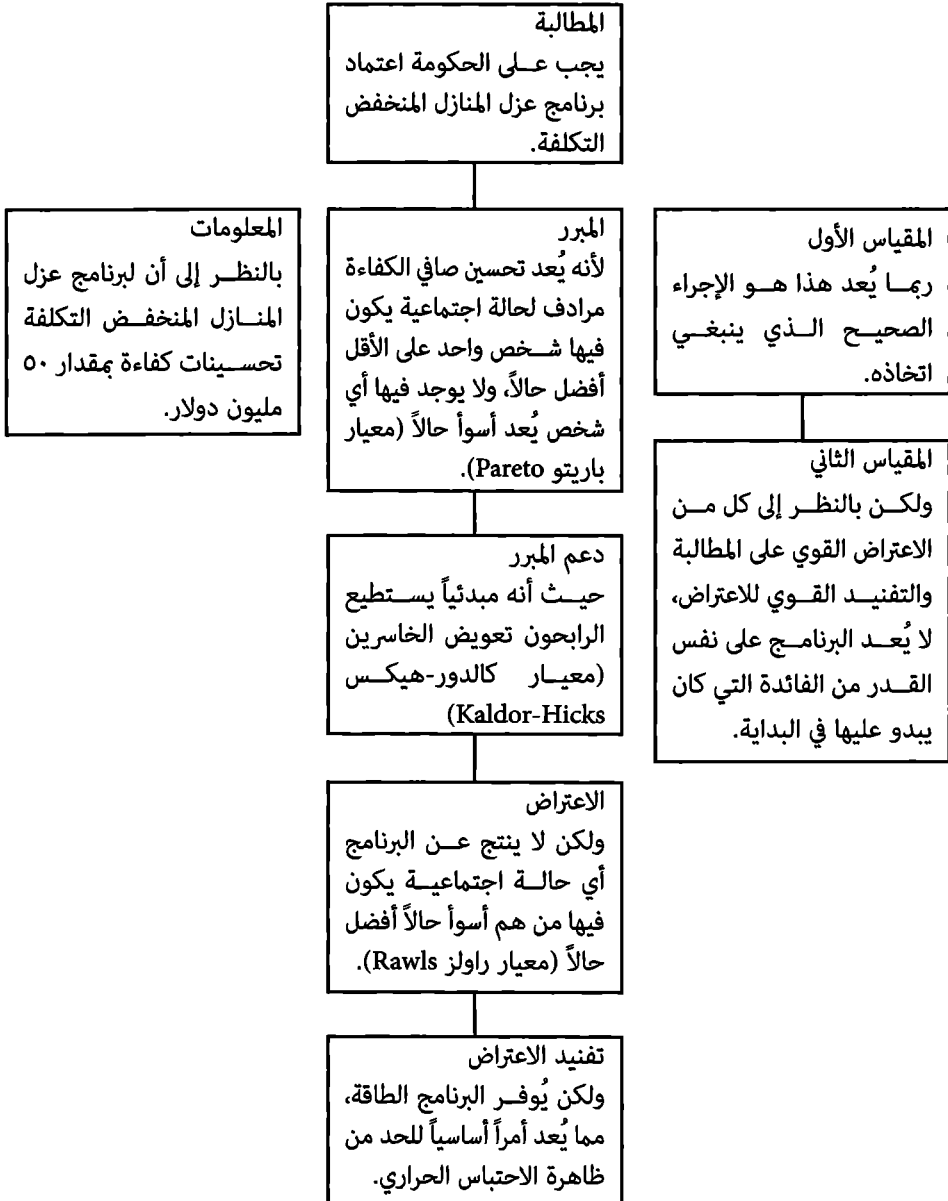 المطالبة
يجب على الحكومة اعتماد
برنامج عزل المنازل المنخفض
التكلفة.
المقياس الأول
ربما يُعد هذا هو الإجراء
الصحيح الذي ينبغي
اتخاذه.
المبرر
لأنه يُعد تحسين صافي الكفاءة
مرادف لحالة اجتماعية يكون
فيها شخص واحد على الأقل
أفضل حالاً، ولا يوجد فيها أي
شخص يُعد أسوأ حالاً (معيار
باريتو Pareto).
المعلومات
بالنظر إلى أن لبرنامج عزل
المنازل المنخفض التكلفة
تحسينات كفاءة بمقدار ٥٠
مليون دولار.
المقياس الثاني
ولكن بالنظر إلى كل من
الاعتراض القوي على المطالبة
والتفنيد القوي للاعتراض،
لا يُعد البرنامج على نفس
القدر من الفائدة التي كان
يبدو عليها في البداية.
دعم المبرر
حيث أنه مبدئياً يستطيع
الرابحون تعويض الخاسرين
(معيار كالدور-هيكس
Kaldor-Hicks)
الاعتراض
ولكن لا ينتج عن البرنامج
أي حالة اجتماعية يكون
فيها من هم أسوأ حالاً أفضل
حالاً (معيار راولز Rawls).
تفنيد الاعتراض
ولكن يُوفر البرنامج الطاقة،
مما يُعد أمراً أساسياً للحد من
ظاهرة الاحتباس الحراري.